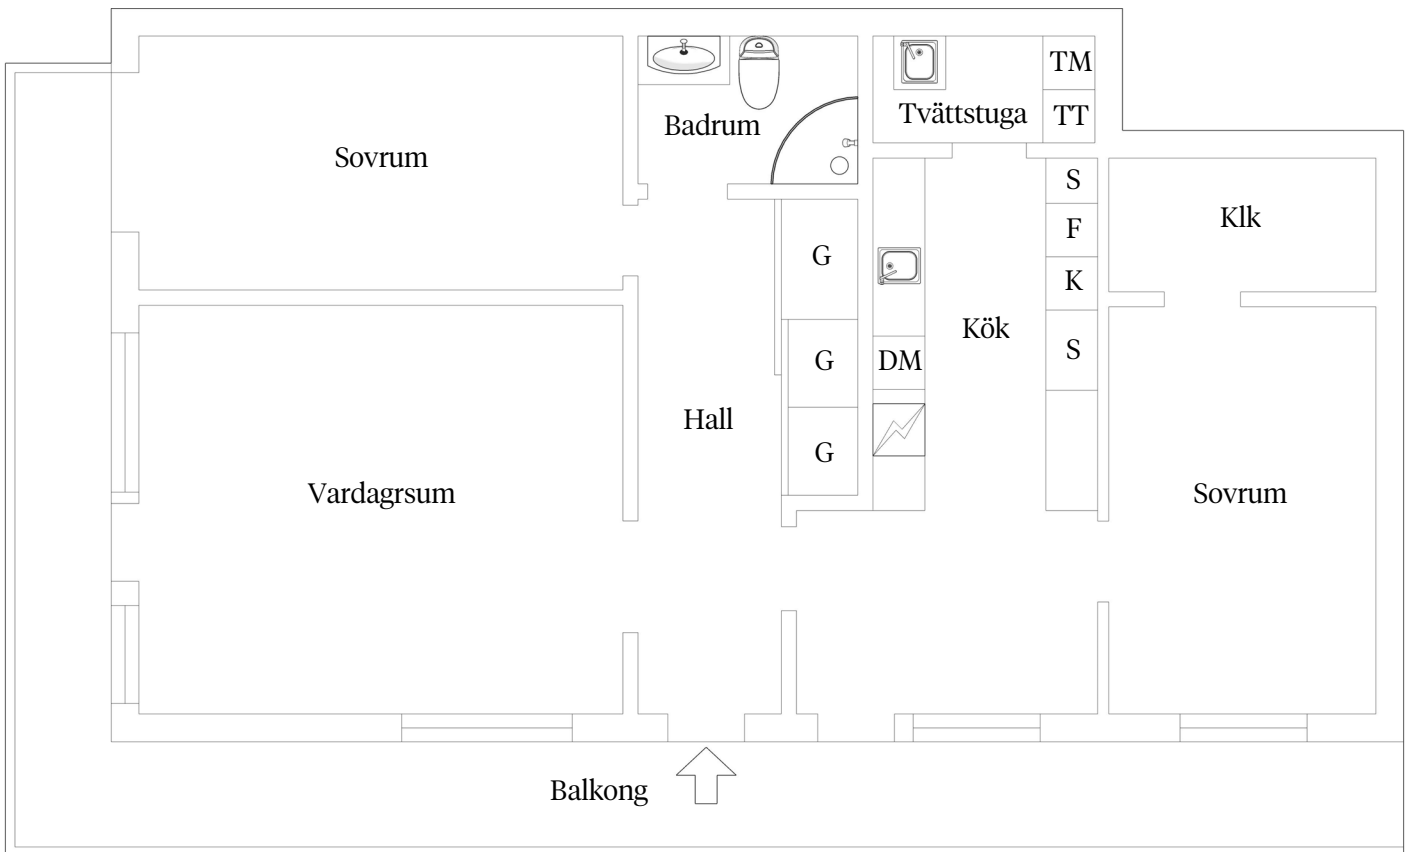 TM
Tvättstuga
TT
Badrum
Sovrum
S
Klk
F
G
K
Kök
S
G
DM
Hall
G
Vardagrsum
Sovrum
Balkong